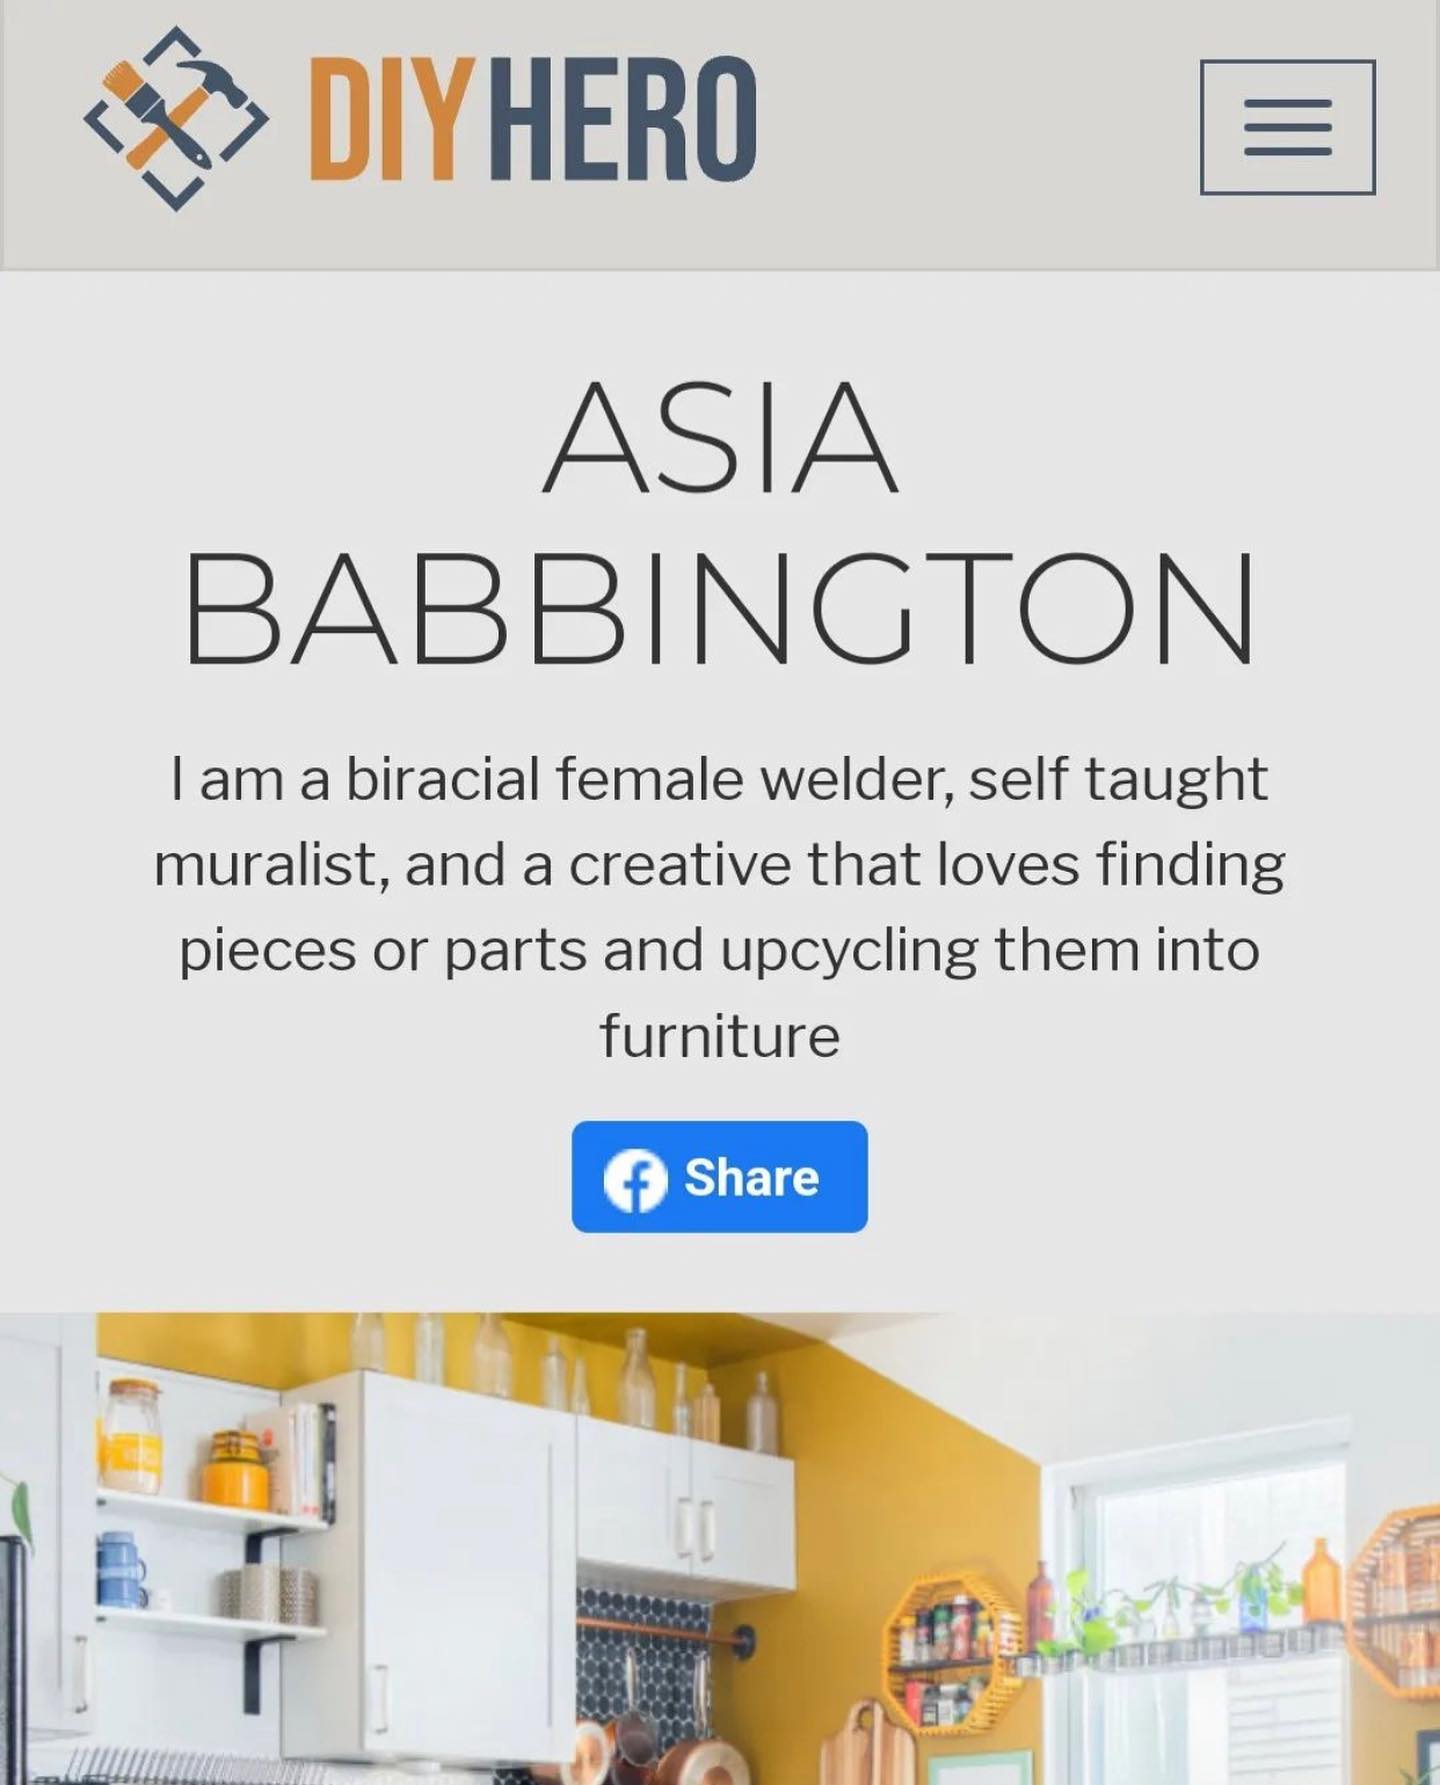 DIYHERO
ASIA
BABBINGTON
I am a biracial female welder, self taught
muralist, and a creative that loves finding
pieces or parts and upcycling them into
furniture
Share